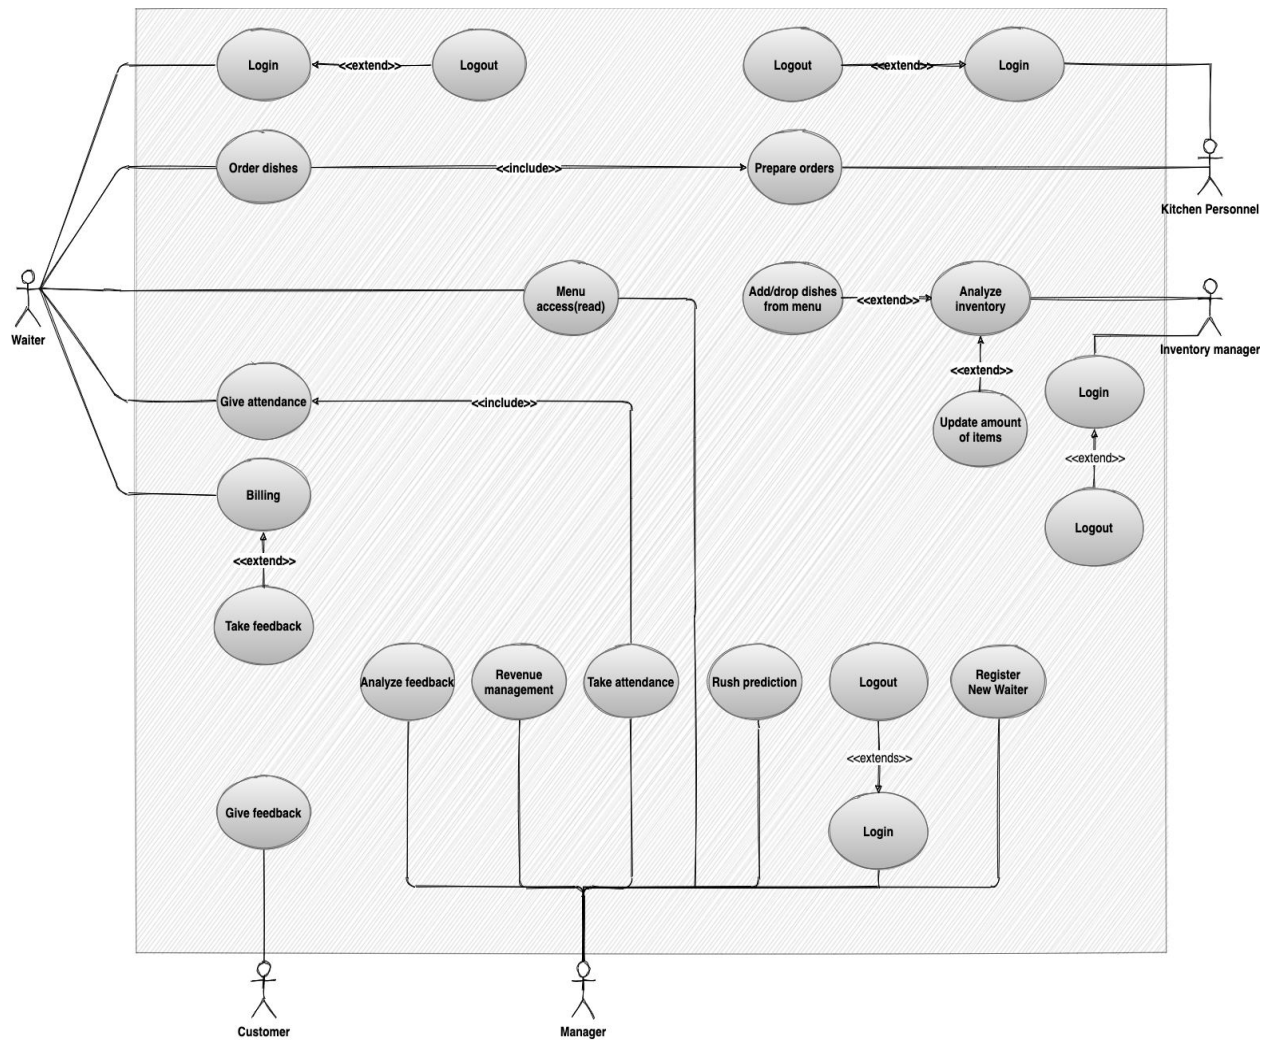 Login
<<extend>>
Logout
Logout
<<extend>>
Login
Order dishes
<<include>>
Prepare orders
Kitchen Personnel
Menu
access(read)
Add/drop dishes
from menu
<<extend>>
Analyze
inventory
Waiter
Inventory manager
<<extend>>
Give attendance
<<include>>
Login
Update amount
of items
<<extend>>
Billing
Logout
<<extend>>
Take feedback
Analyze feedback
Revenue
management
Take attendance
Rush prediction
Logout
Register
New Waiter
<<extends>>
Give feedback
Login
Customer
Manager